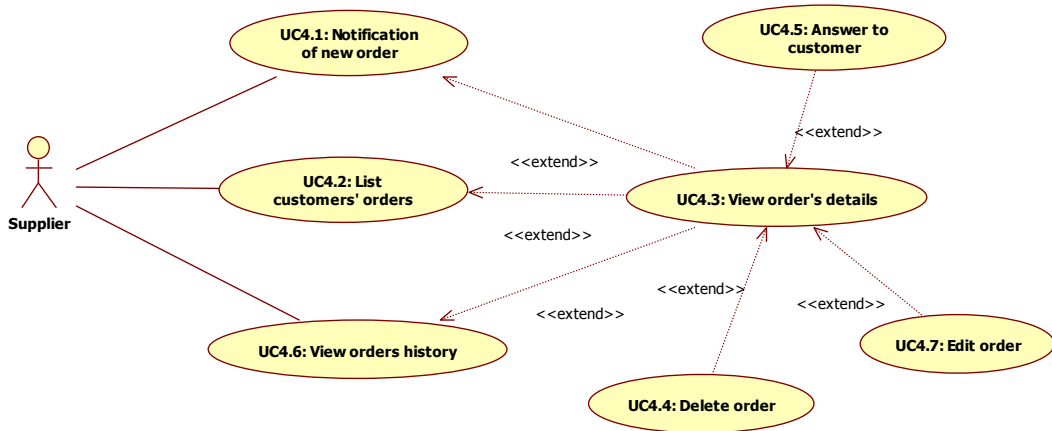 UC4.1: Notification
of new order
UC4.5: Answer to
customer
<<extend>>
<<extend>>
UC4.2: List
customers' orders
UC4.3: View order's details
Supplier
<<extend>>
<<extend>>
<<extend>>
<<extend>>
UC4.6: View orders history
UC4.7: Edit order
UC4.4: Delete order